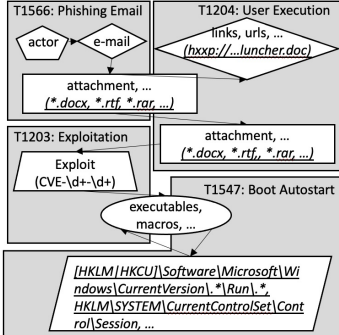 T1566: Phishing Email
T1204: User Execution
actor
e-mail
links, urls, ...
(hxxp://...luncher.doc)
attachment, ...
(*.docx, *.rtf, *.rar, ...)
T1203: Exploitation
attachment, ...
(*.docx, *.rtf,, *.rar, ...)
Exploit
(CVE-\d+-\d+)
T1547: Boot Autostart
executables,
macros, ...
[HKLM|HKCU]\Software\Microsoft\Wi
ndows\CurrentVersion\.*\Run\.*,
HKLM\SYSTEM\CurrentControlSet\Cont
rol\Session, ...